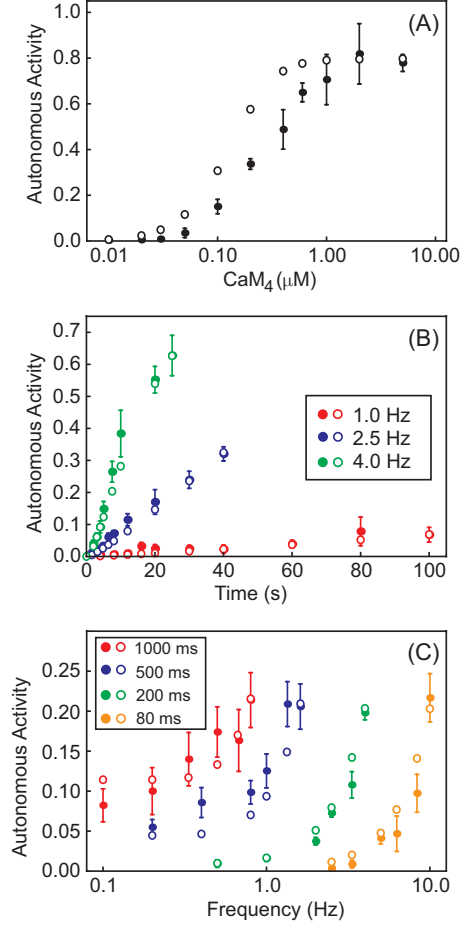 (A)
Autonomous Activity
0.8
0.6
0.4
0.2
0.0
0.01 0.10 1.00 10.00
CaM4 (μM)
(B)
Autonomous Activity
0.7
0.6
0.5
0.4
0.3
0.2
0.1
0.0
1.0 Hz
2.5 Hz
4.0 Hz
0 20 40 60 80 100
Time (s)
(C)
Autonomous Activity
1000 ms
500 ms
200 ms
80 ms
0.25
0.20
0.15
0.10
0.05
0.00
0.1 1.0 10.0
Frequency (Hz)